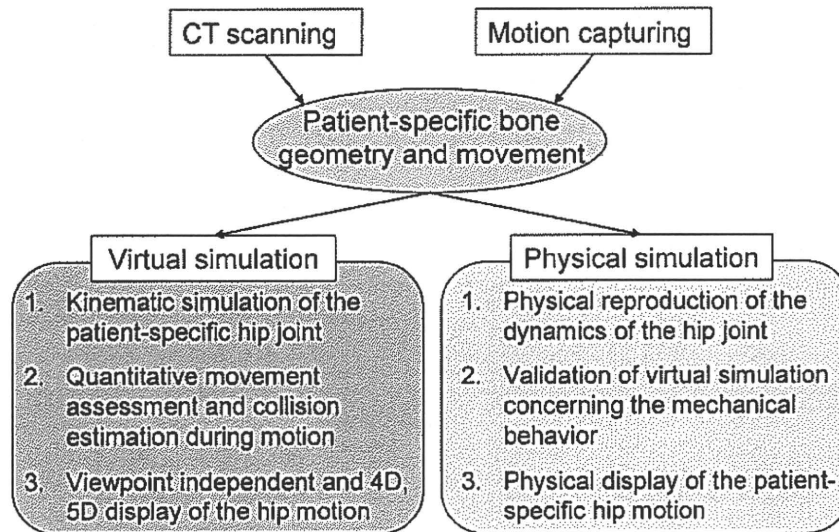 CT scanning
Motion capturing
Patient-specific bone
geometry and movement
Virtual simulation
1. Kinematic simulation of the
patient-specific hip joint
2. Quantitative movement
assessment and collision
estimation during motion
3. Viewpoint independent and 4D,
5D display of the hip motion
Physical simulation
1. Physical reproduction of the
dynamics of the hip joint
2. Validation of virtual simulation
concerning the mechanical
behavior
3. Physical display of the patient-
specific hip motion